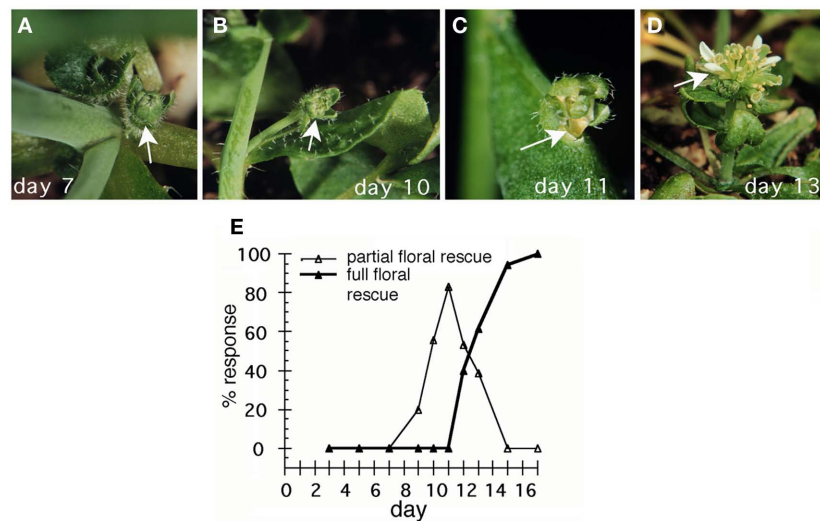 A
B
C
D
day 7
day 10
day 11
day 13
E
partial floral rescue
full floral
rescue
100
80
60
40
20
0
% response
0 2 4 6 8 10 12 14 16
day